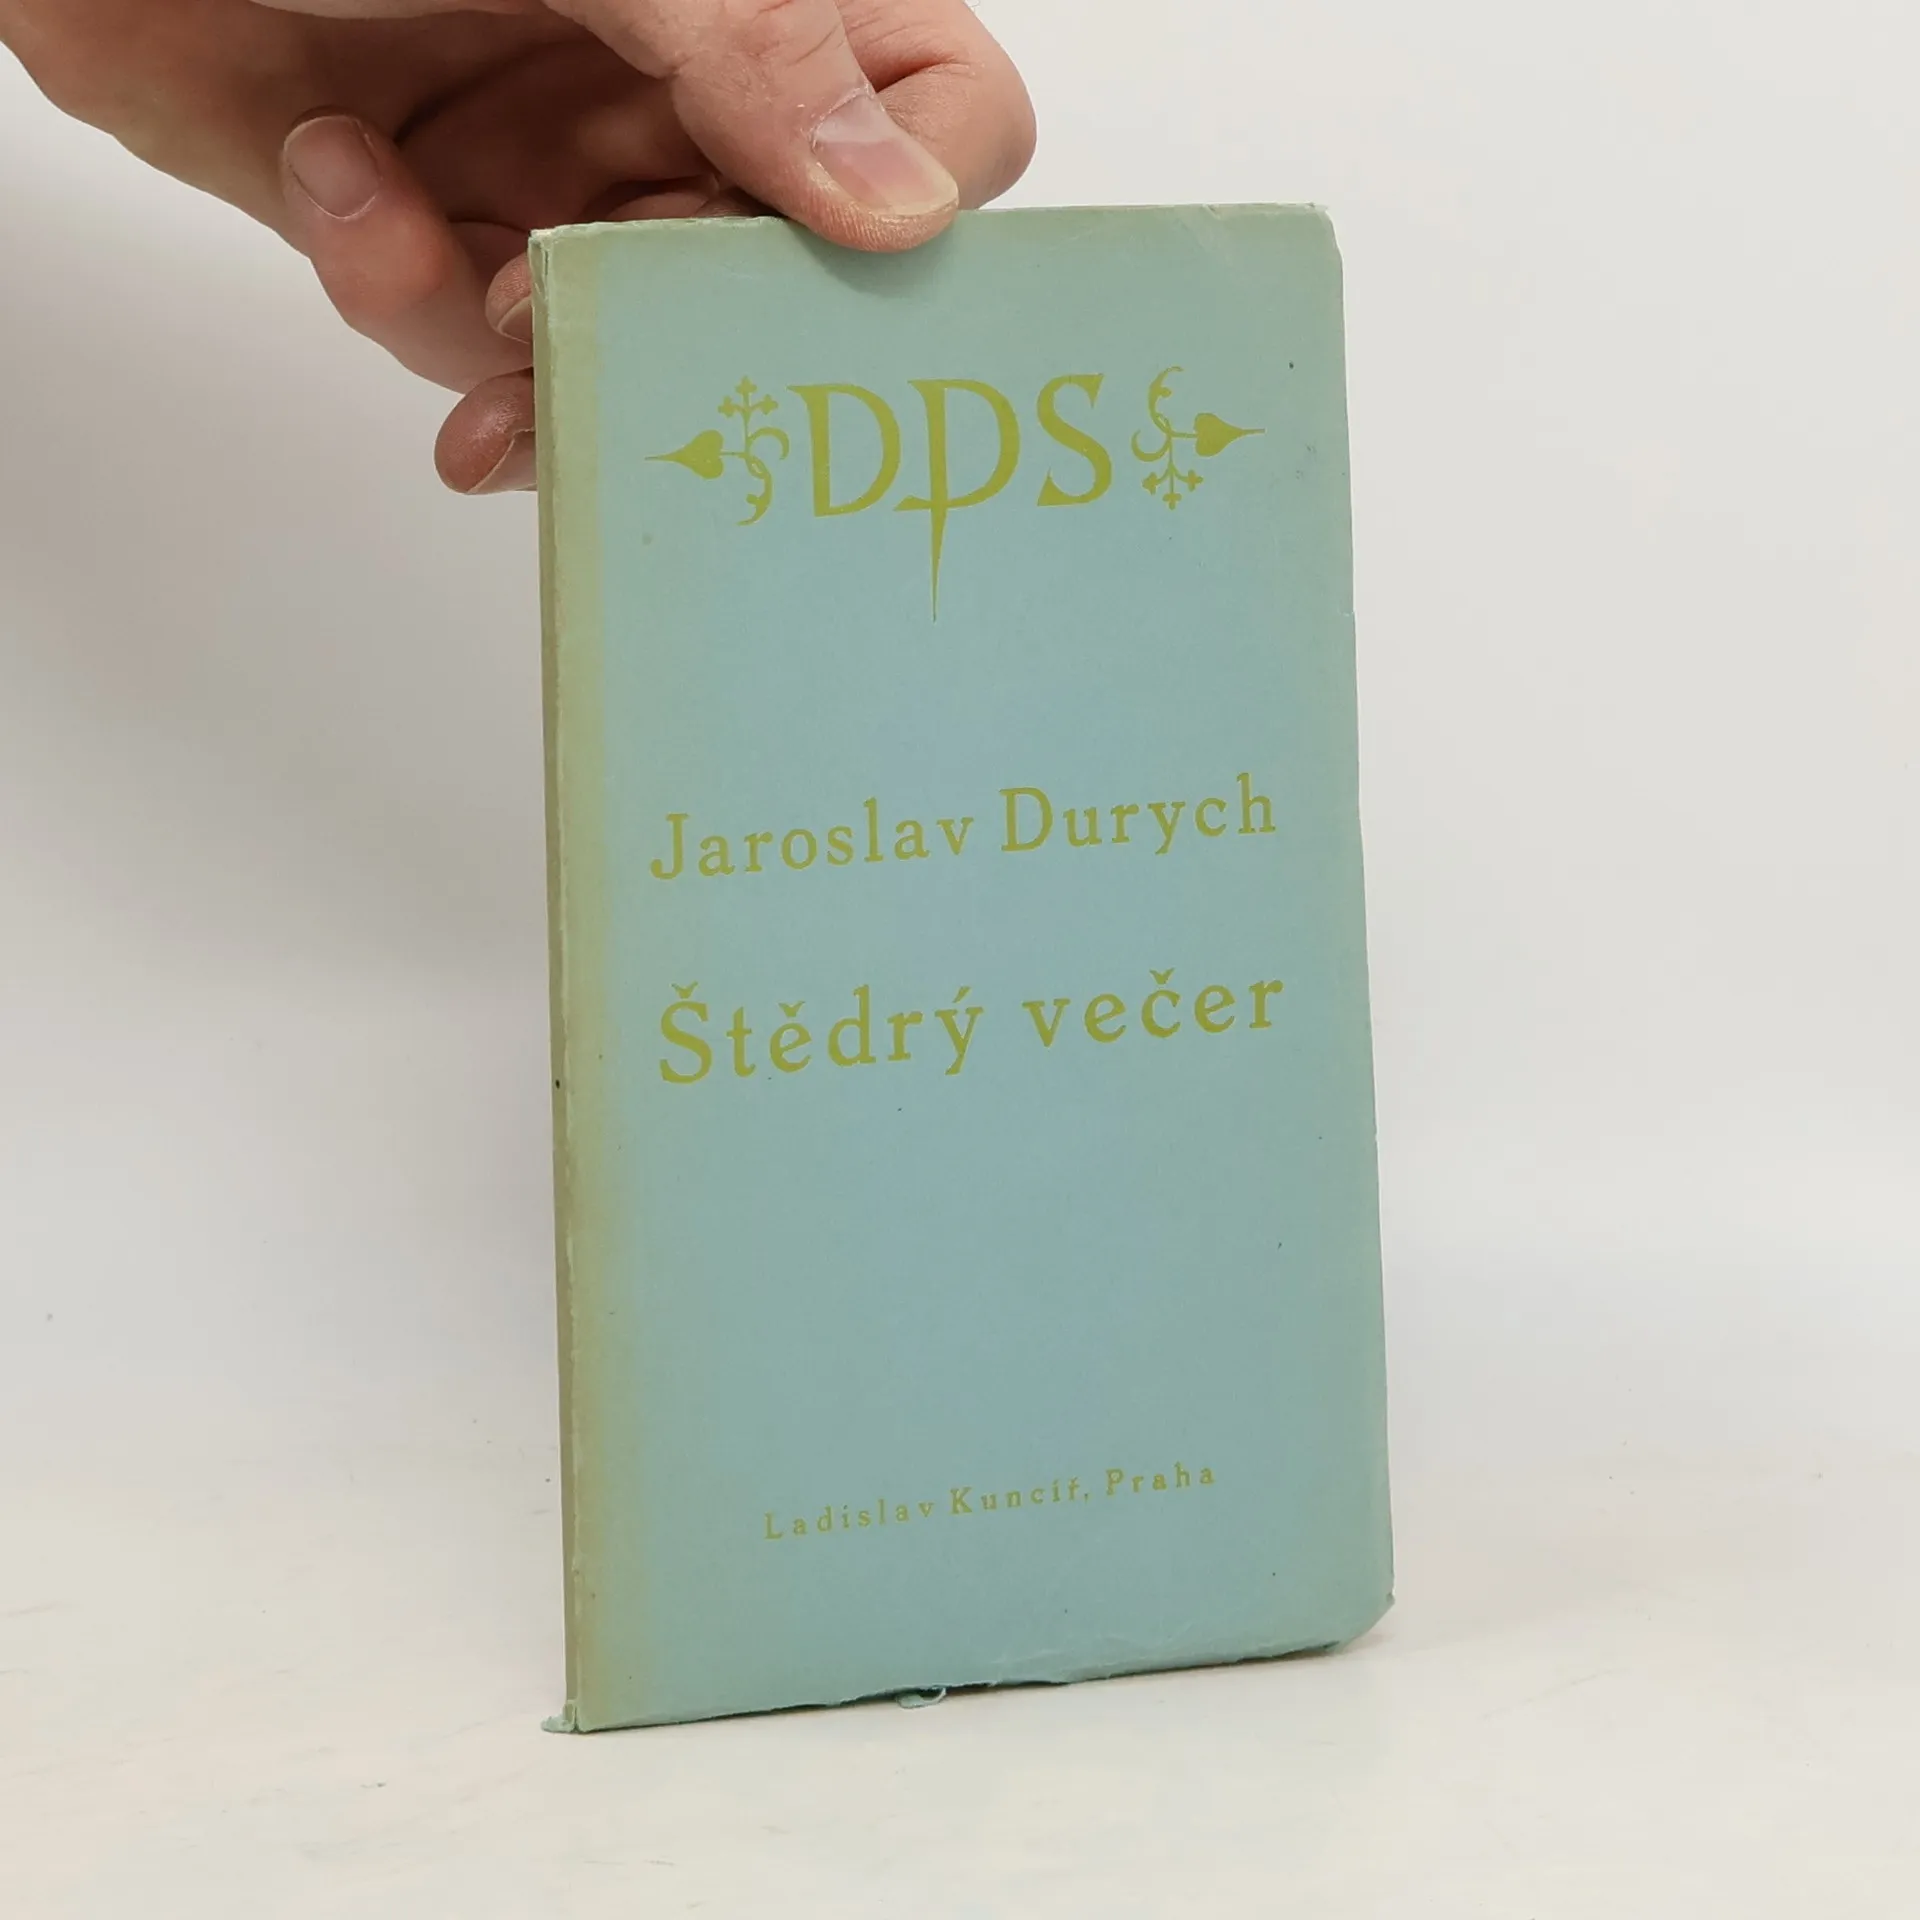 DPS
Jaroslav Durych
Štědrý večer
Ladislav Kuncíř, Praha